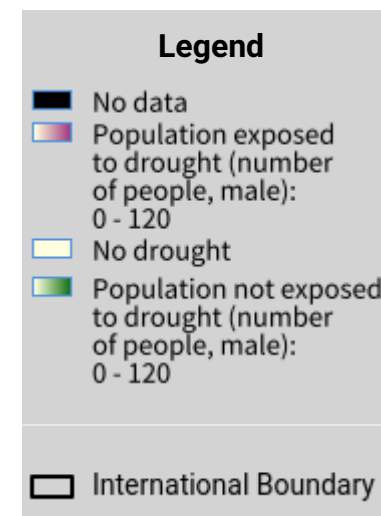 Legend
No data
Population exposed
to drought (number
of people, male):
0 - 120
No drought
Population not exposed
to drought (number
of people, male):
0 - 120
International Boundary